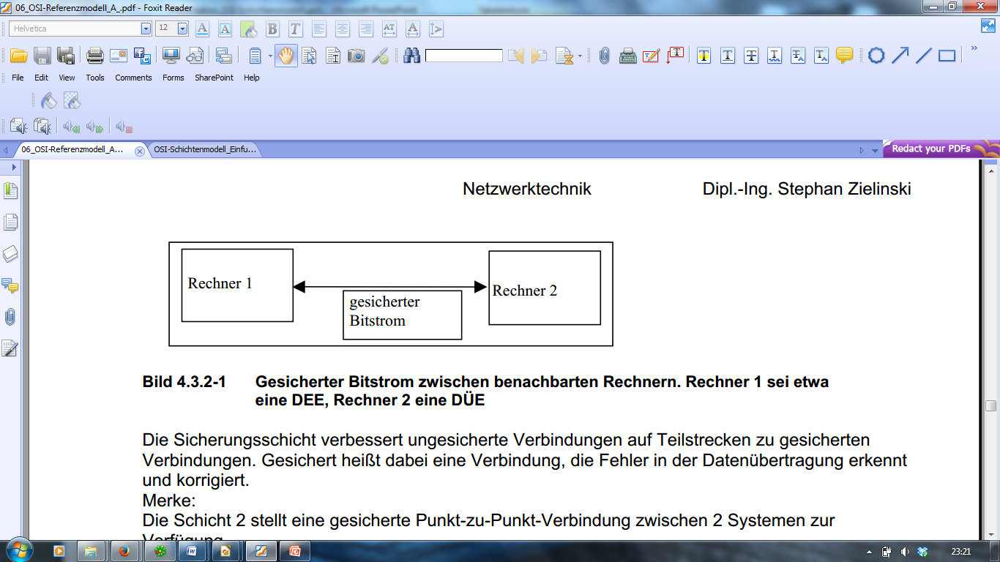 06_OSI-Referenzmodell_A_.pdf - Foxit Reader
Helvetica 12
File Edit View Tools Comments Forms SharePoint Help
06_OSI-Referenzmodell_A... OSI-Schichtenmodell_Einfu... Redact your PDFs
Netzwerktechnik Dipl.-Ing. Stephan Zielinski
Rechner 1
Rechner 2
gesicherter
Bitstrom
Bild 4.3.2-1 Gesicherter Bitstrom zwischen benachbarten Rechnern. Rechner 1 sei etwa
eine DEE, Rechner 2 eine DÜE
Die Sicherungsschicht verbessert ungesicherte Verbindungen auf Teilstrecken zu gesicherten
Verbindungen. Gesichert heißt dabei eine Verbindung, die Fehler in der Datenübertragung erkennt
und korrigiert.
Merke:
Die Schicht 2 stellt eine gesicherte Punkt-zu-Punkt-Verbindung zwischen 2 Systemen zur
Verfügung
23:21